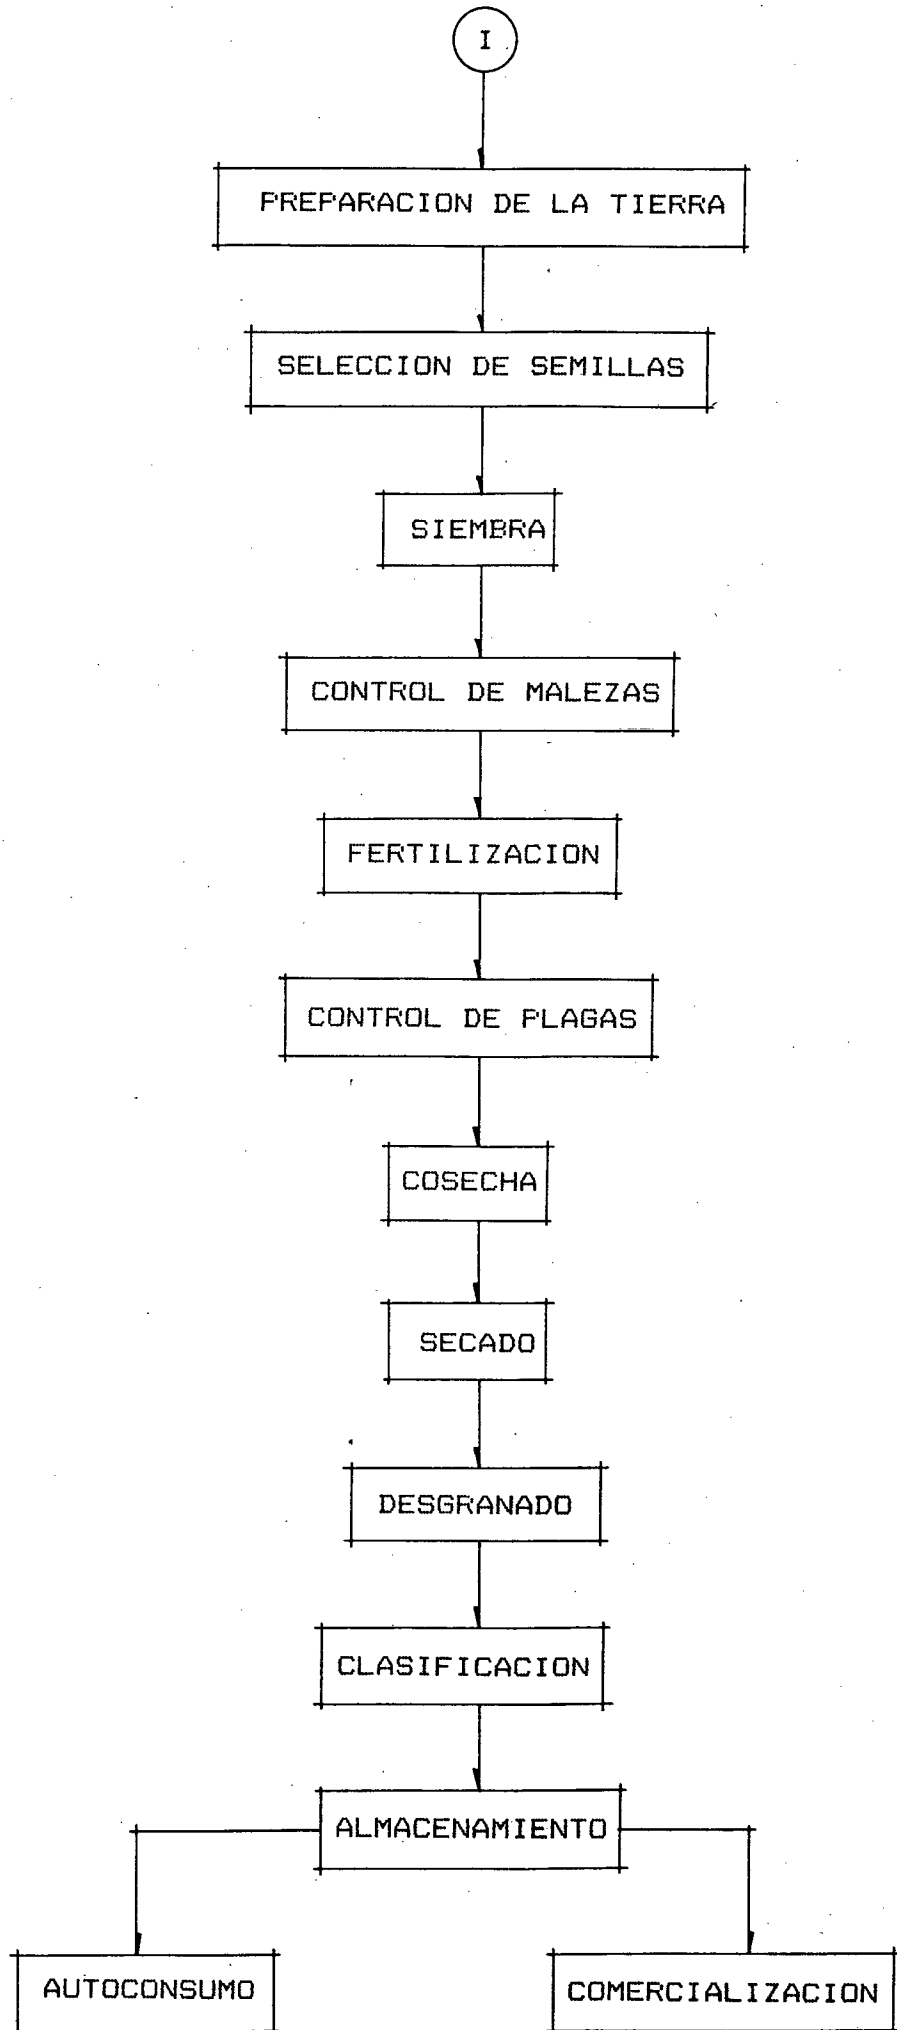 I
PREPARACION DE LA TIERRA
SELECCION DE SEMILLAS
SIEMBRA
CONTROL DE MALEZAS
FERTILIZACION
CONTROL DE PLAGAS
COSECHA
SECADO
DESGRANADO
CLASIFICACION
ALMACENAMIENTO
AUTOCONSUMO
COMERCIALIZACION